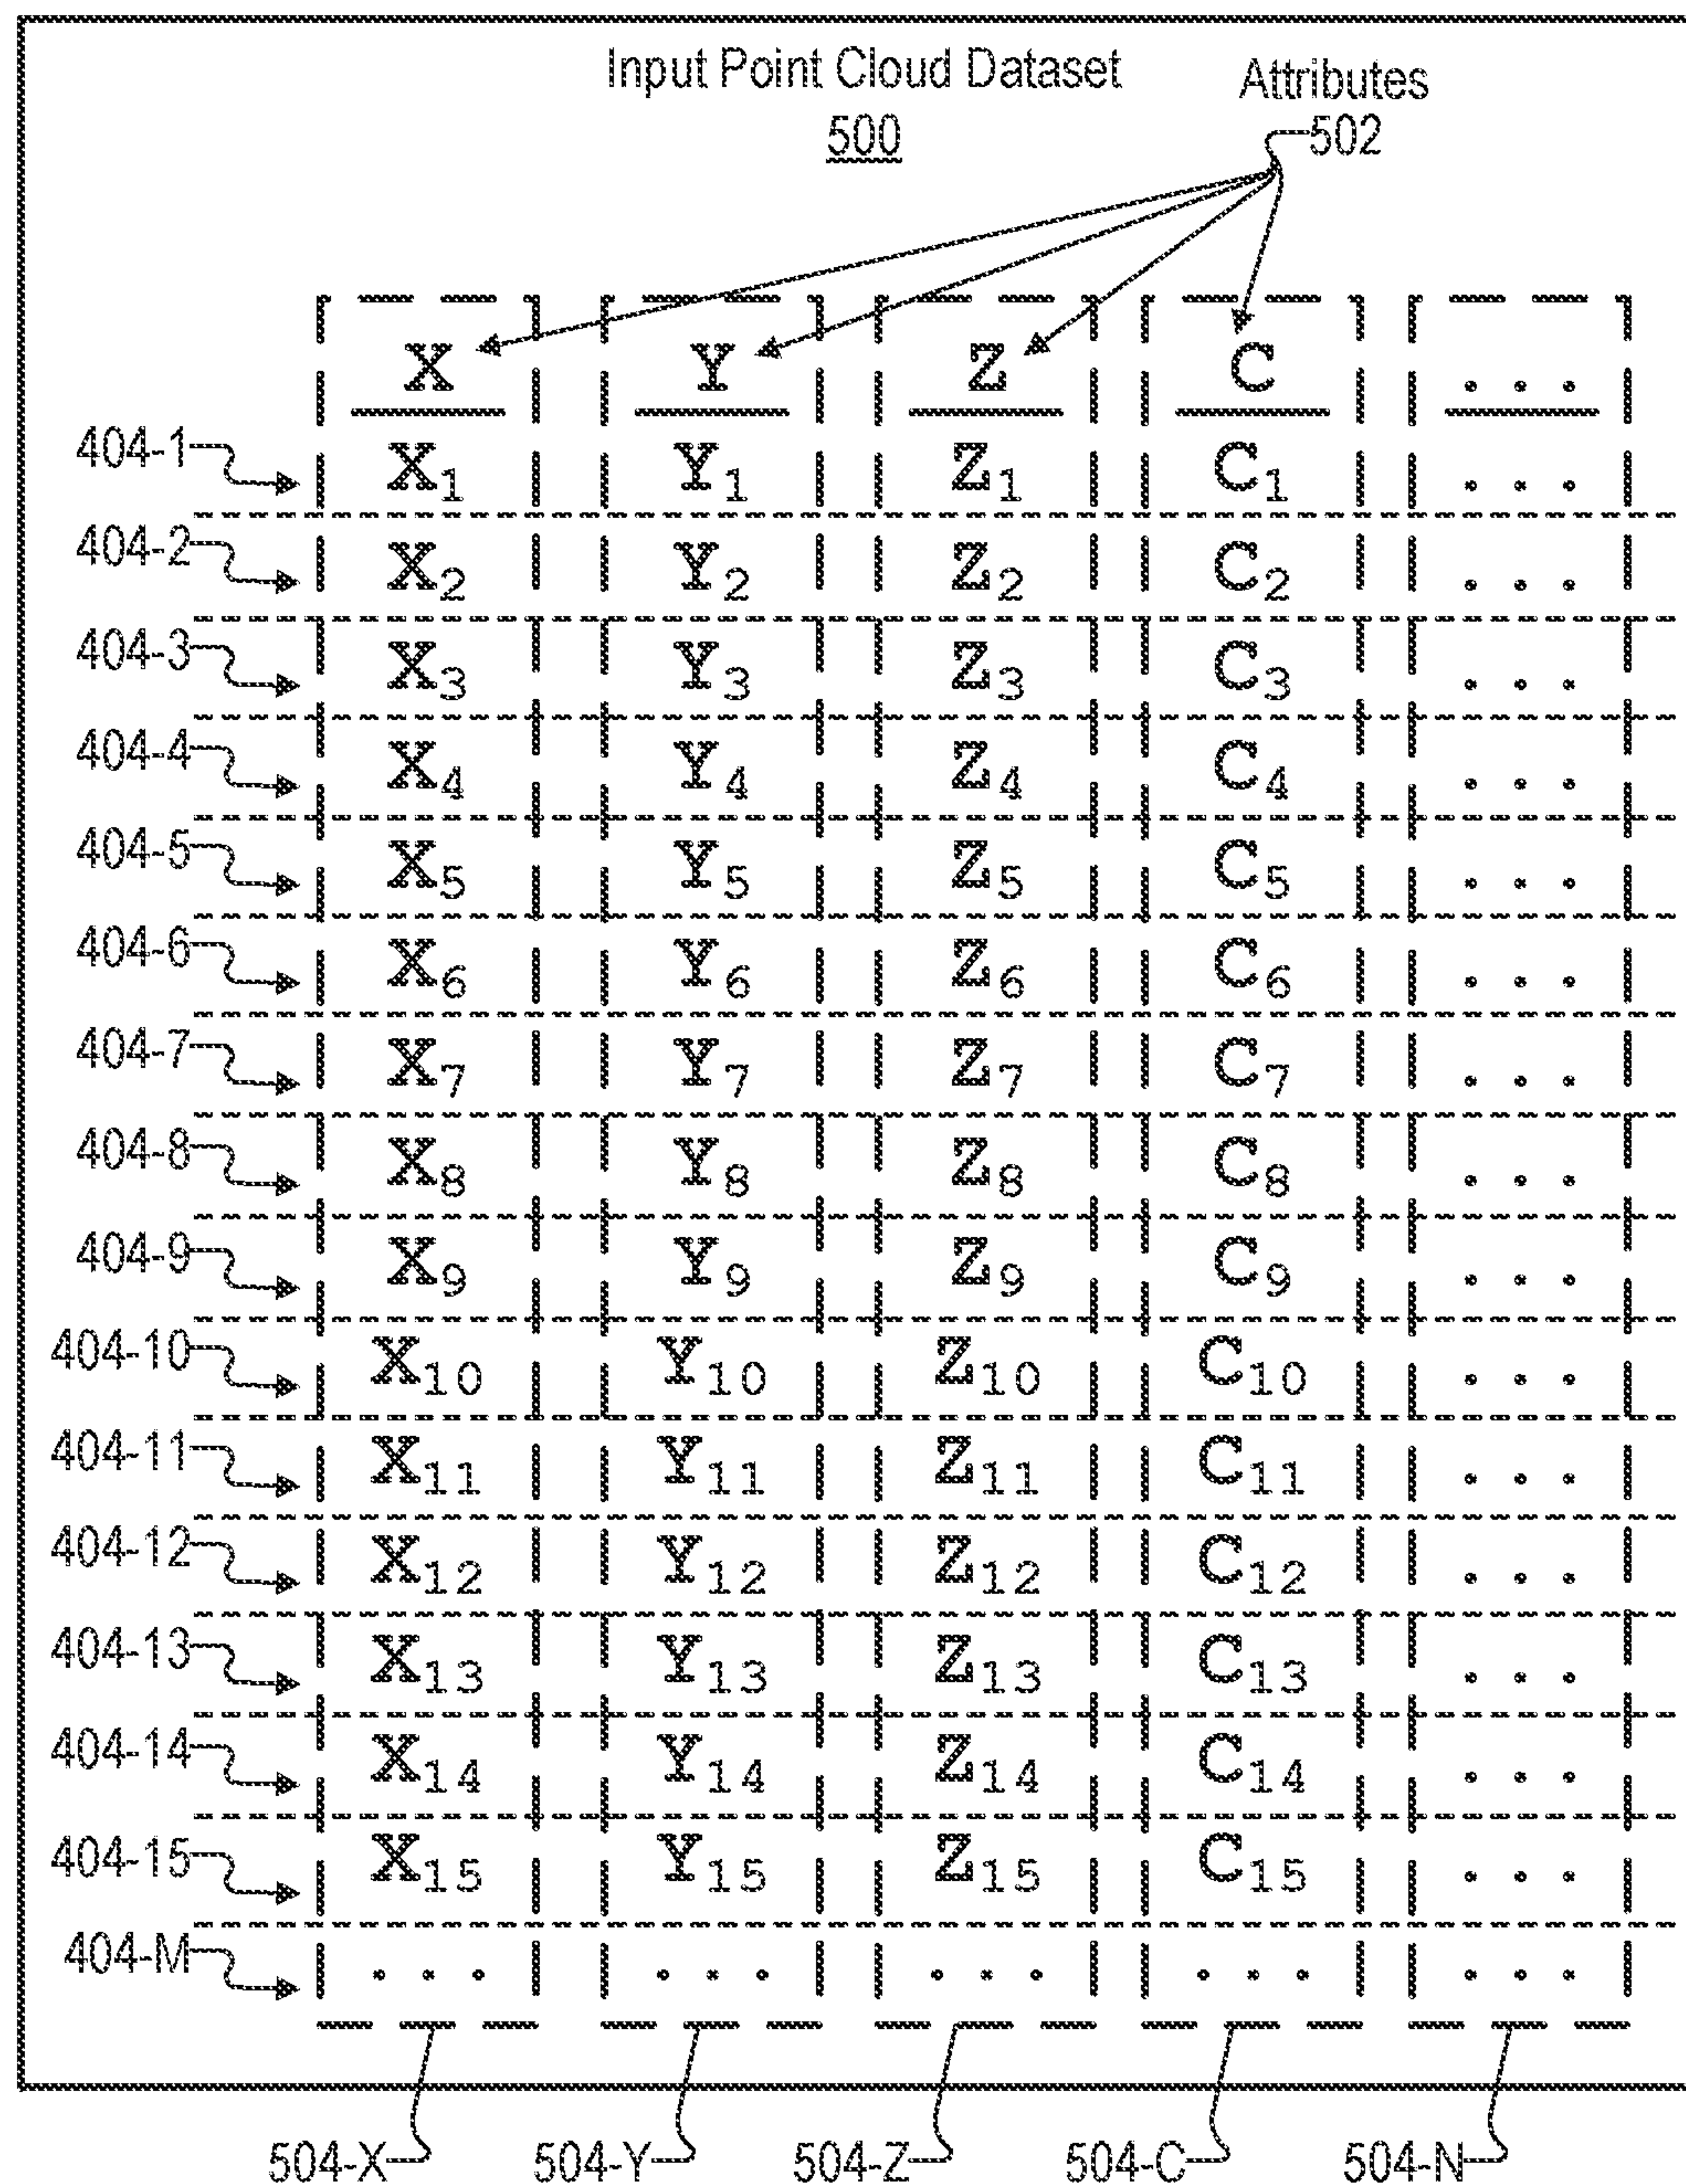 Input Point Cloud Dataset
500
Attributes
502
X Y Z C ...
404-1 X1 Y1 Z1 C1 ...
404-2 X2 Y2 Z2 C2 ...
404-3 X3 Y3 Z3 C3 ...
404-4 X4 Y4 Z4 C4 ...
404-5 X5 Y5 Z5 C5 ...
404-6 X6 Y6 Z6 C6 ...
404-7 X7 Y7 Z7 C7 ...
404-8 X8 Y8 Z8 C8 ...
404-9 X9 Y9 Z9 C9 ...
404-10 X10 Y10 Z10 C10 ...
404-11 X11 Y11 Z11 C11 ...
404-12 X12 Y12 Z12 C12 ...
404-13 X13 Y13 Z13 C13 ...
404-14 X14 Y14 Z14 C14 ...
404-15 X15 Y15 Z15 C15 ...
404-M ... ... ... ... ...
504-X 504-Y 504-Z 504-C 504-N